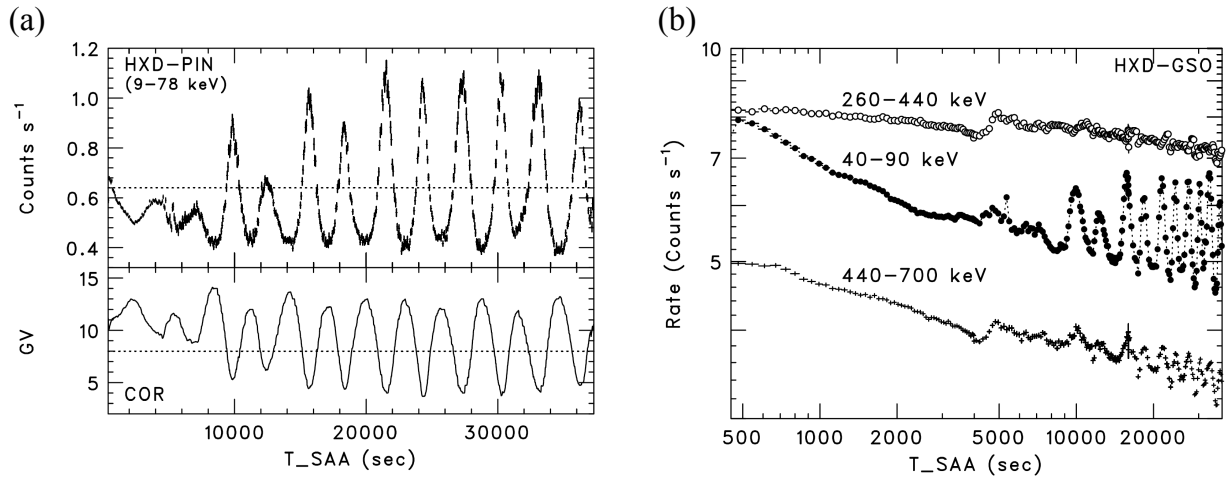 (a)
HXD-PIN
(9-78 keV)
Counts s⁻¹
1.2
1.0
0.8
0.6
0.4
GV
15
10
5
COR
10000 20000 30000
T_SAA (sec)
(b)
HXD-GSO
Rate (Counts s⁻¹)
10
7
5
260-440 keV
40-90 keV
440-700 keV
500 1000 2000 5000 10000 20000
T_SAA (sec)